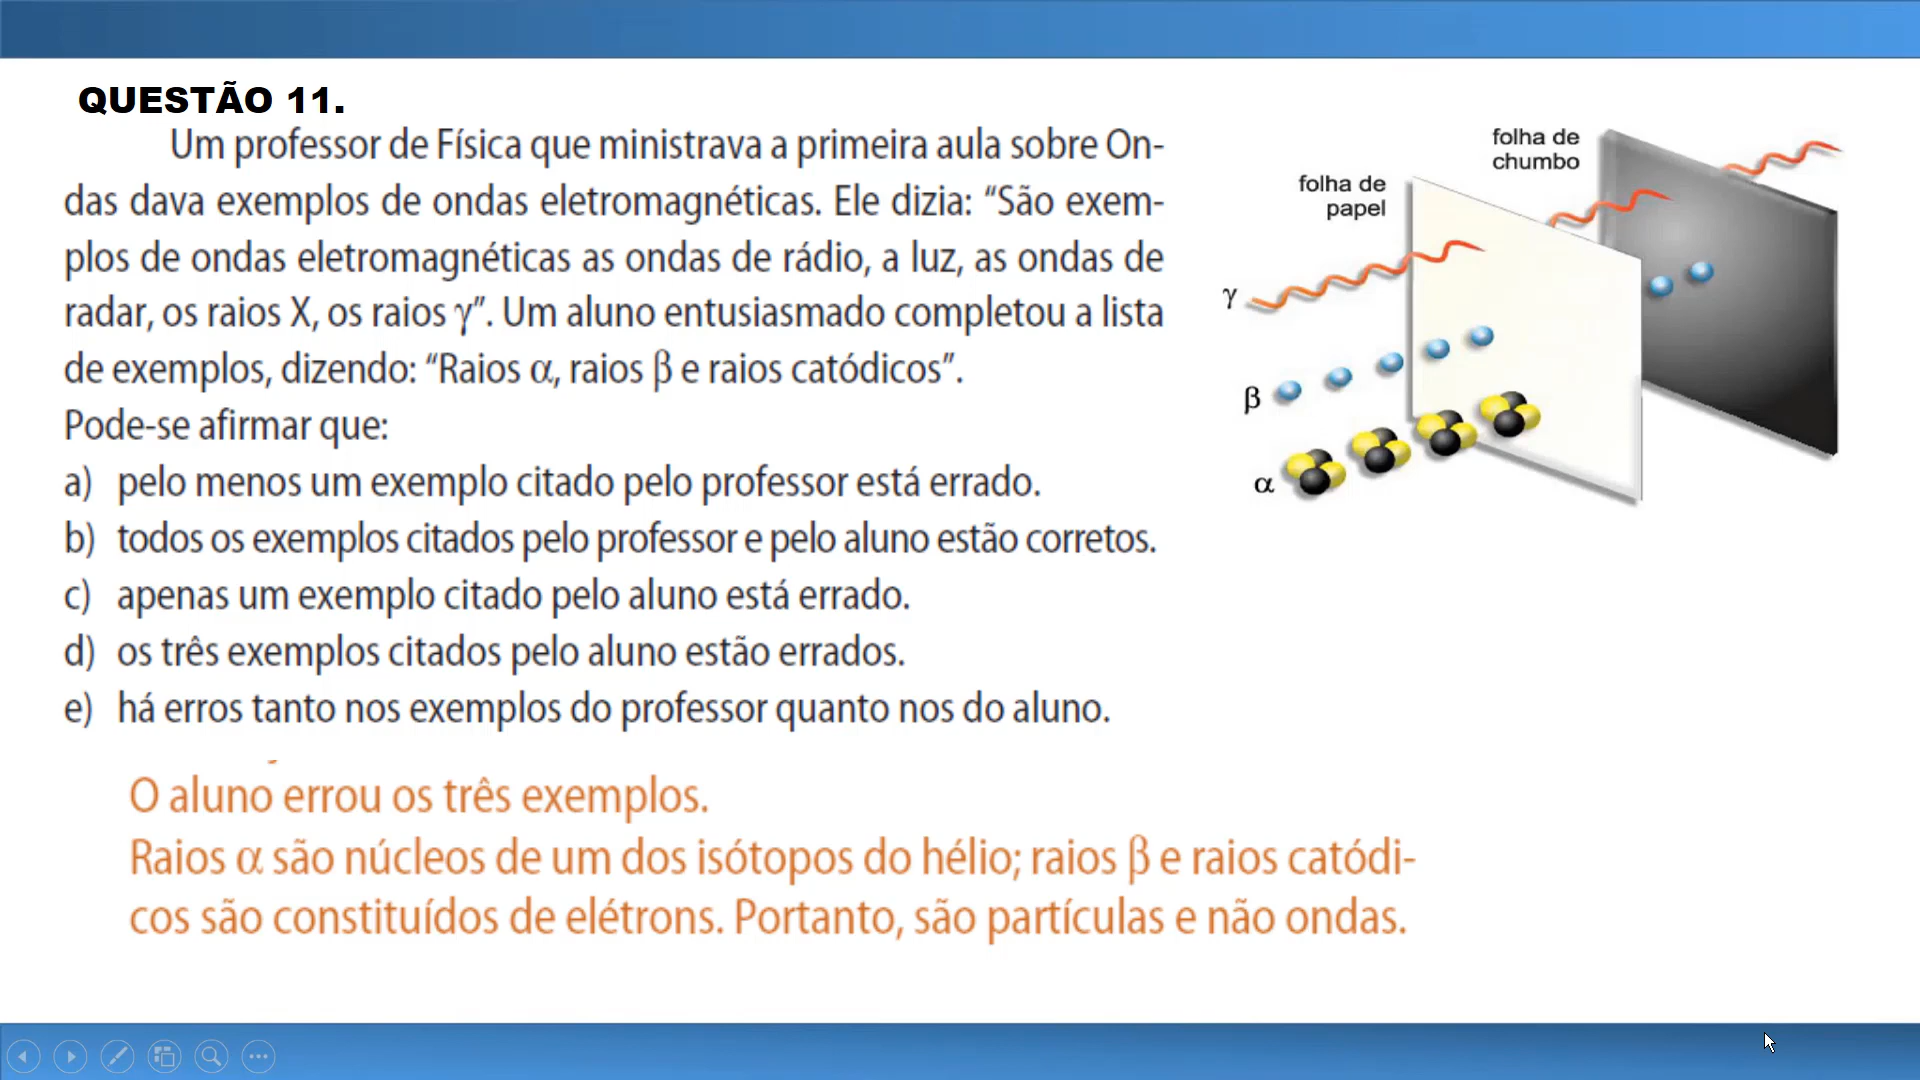 QUESTÃO 11.
Um professor de Física que ministrava a primeira aula sobre On-
das dava exemplos de ondas eletromagnéticas. Ele dizia: “São exem-
plos de ondas eletromagnéticas as ondas de rádio, a luz, as ondas de
radar, os raios X, os raios γ”. Um aluno entusiasmado completou a lista
de exemplos, dizendo: “Raios α, raios β e raios catódicos”.
Pode-se afirmar que:
a) pelo menos um exemplo citado pelo professor está errado.
b) todos os exemplos citados pelo professor e pelo aluno estão corretos.
c) apenas um exemplo citado pelo aluno está errado.
d) os três exemplos citados pelo aluno estão errados.
e) há erros tanto nos exemplos do professor quanto nos do aluno.
folha de
chumbo
folha de
papel
γ
β
α
O aluno errou os três exemplos.
Raios α são núcleos de um dos isótopos do hélio; raios β e raios catódi-
cos são constituídos de elétrons. Portanto, são partículas e não ondas.